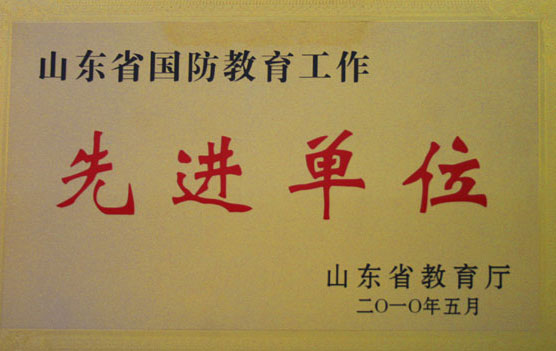 山东省国防教育工作
先进单位
山东省教育厅
二〇一〇年五月